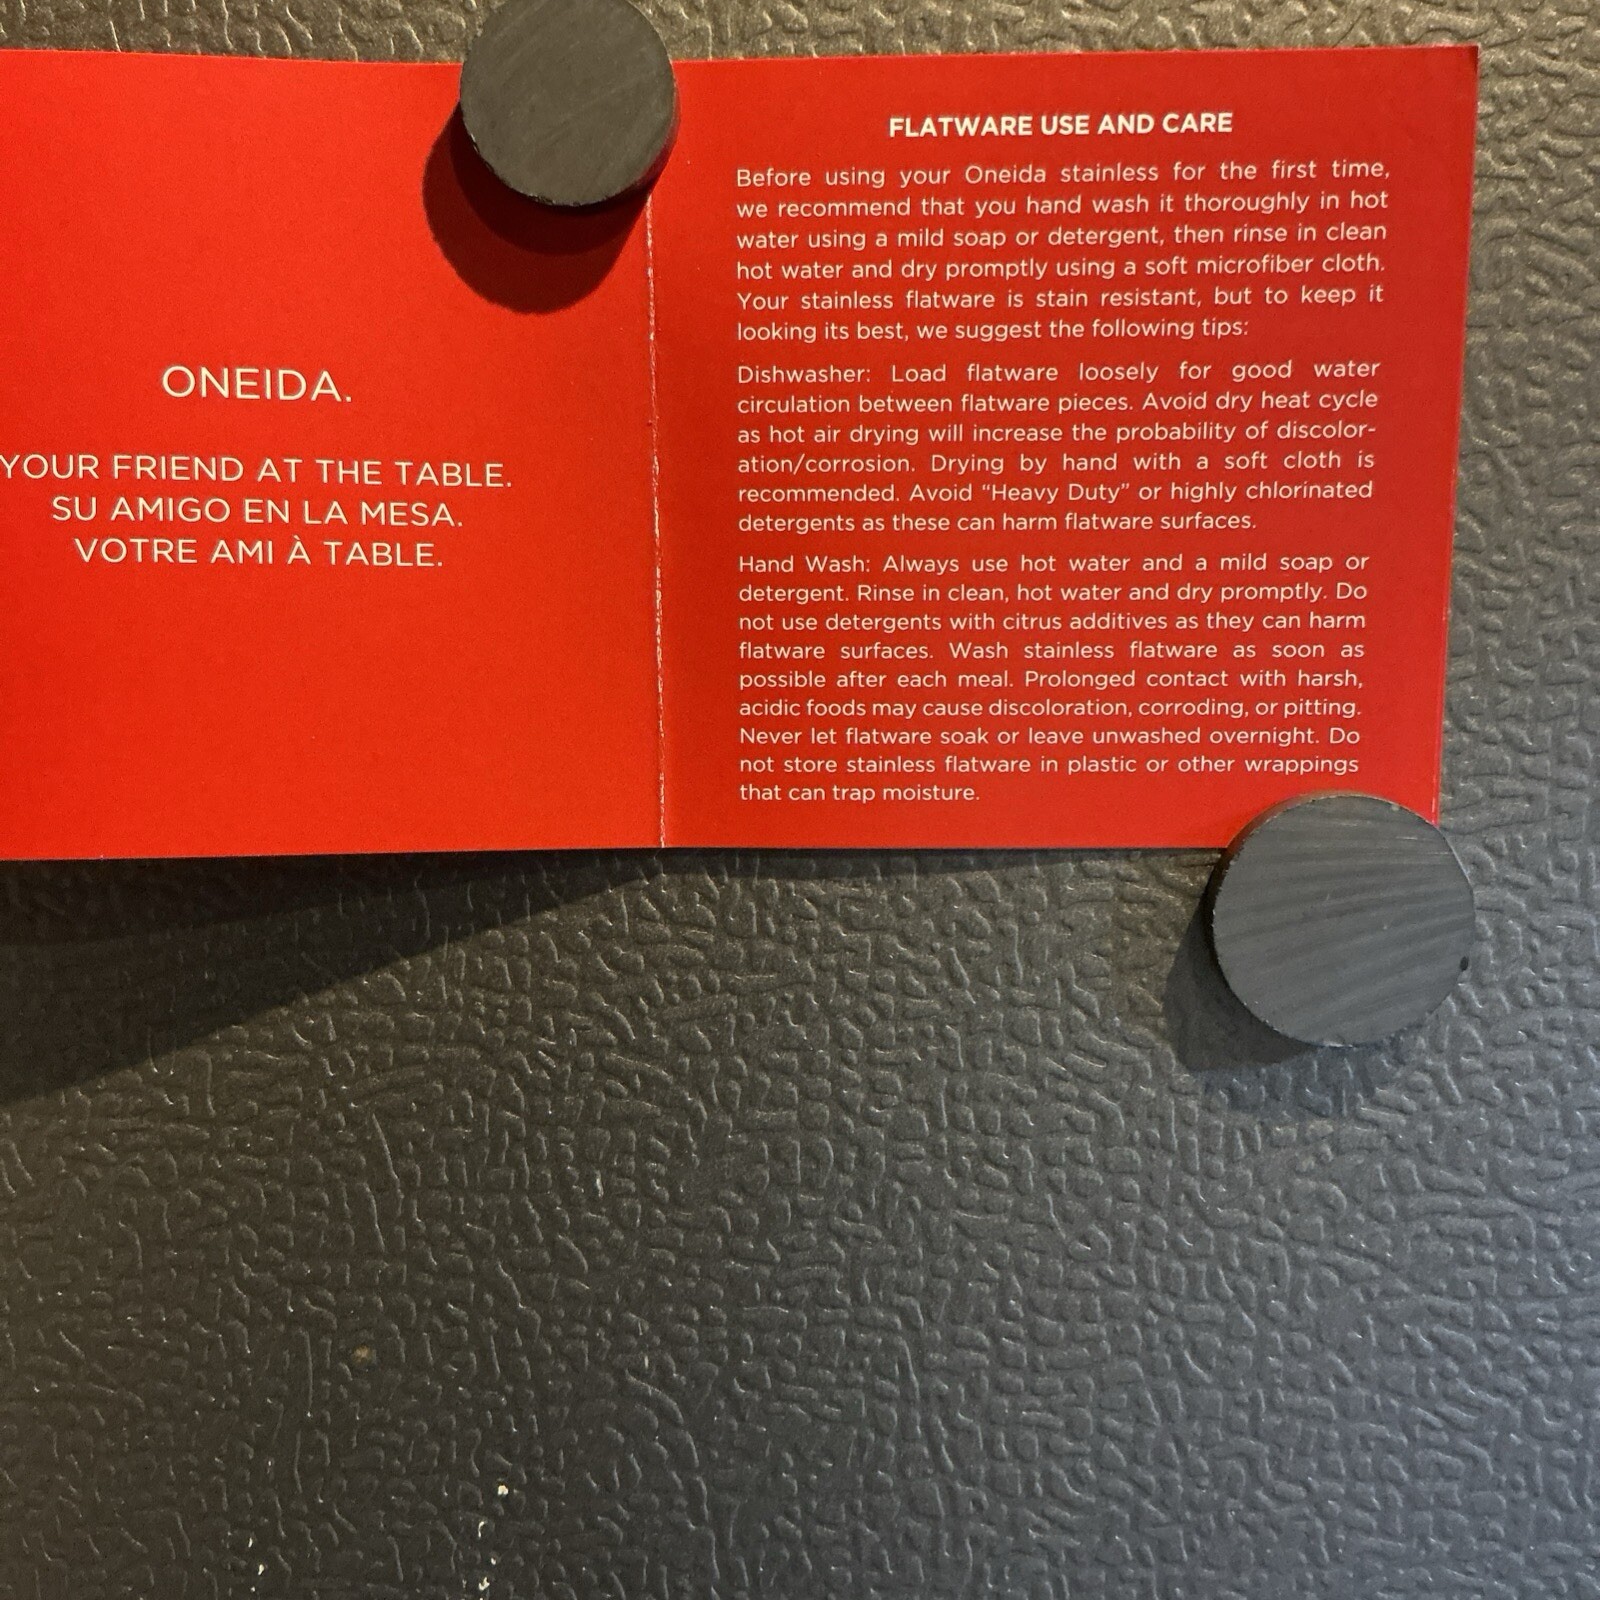 ONEIDA.
YOUR FRIEND AT THE TABLE.
SU AMIGO EN LA MESA.
VOTRE AMI À TABLE.
FLATWARE USE AND CARE
Before using your Oneida stainless for the first time,
we recommend that you hand wash it thoroughly in hot
water using a mild soap or detergent, then rinse in clean
hot water and dry promptly using a soft microfiber cloth.
Your stainless flatware is stain resistant, but to keep it
looking its best, we suggest the following tips:
Dishwasher: Load flatware loosely for good water
circulation between flatware pieces. Avoid dry heat cycle
as hot air drying will increase the probability of discolor-
ation/corrosion. Drying by hand with a soft cloth is
recommended. Avoid “Heavy Duty” or highly chlorinated
detergents as these can harm flatware surfaces.
Hand Wash: Always use hot water and a mild soap or
detergent. Rinse in clean, hot water and dry promptly. Do
not use detergents with citrus additives as they can harm
flatware surfaces. Wash stainless flatware as soon as
possible after each meal. Prolonged contact with harsh,
acidic foods may cause discoloration, corroding, or pitting.
Never let flatware soak or leave unwashed overnight. Do
not store stainless flatware in plastic or other wrappings
that can trap moisture.